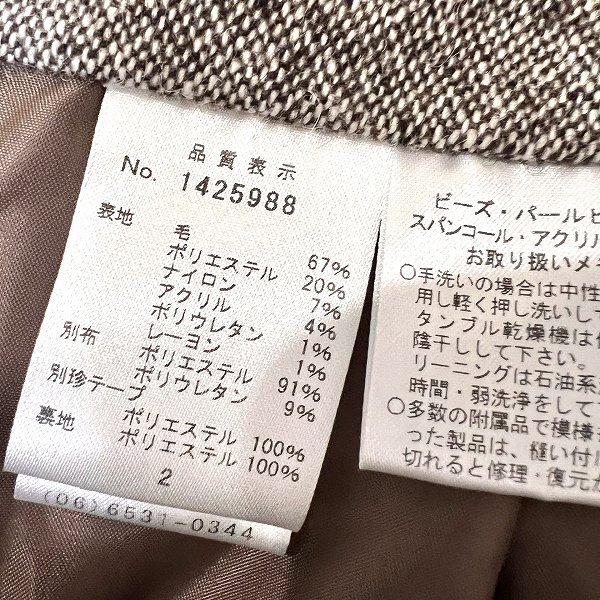 品質表示
No. 1425988
表地 毛 67%
ポリエステル 20%
ナイロン 7%
アクリル 4%
ポリウレタン 1%
レーヨン 1%
別布 ポリエステル 91%
ポリウレタン 9%
別珍テープ
ポリエステル 100%
裏地 ポリエステル 100%
2
(06)6531-0344
ビーズ・パール
スパンコール・アクリ
お取り扱いメ
○手洗いの場合は中性
用し軽く押し洗いし
タンブル乾燥機は
陰干しして下さい。
リーニングは石油系
時間・弱洗浄をして
○多数の附属品で模様
った製品は、縫い付
切れると修理・復元